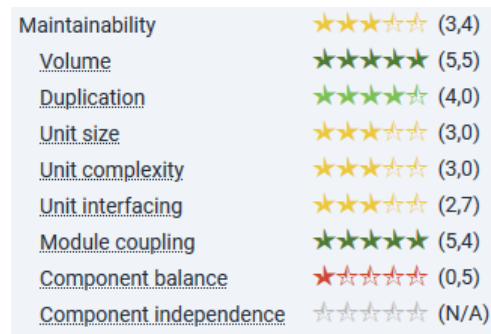 Maintainability (3,4)
Volume (5,5)
Duplication (4,0)
Unit size (3,0)
Unit complexity (3,0)
Unit interfacing (2,7)
Module coupling (5,4)
Component balance (0,5)
Component independence (N/A)